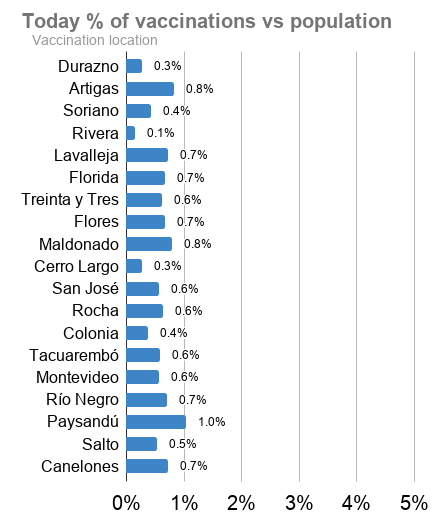 Today % of vaccinations vs population
Vaccination location
Durazno 0.3%
Artigas 0.8%
Soriano 0.4%
Rivera 0.1%
Lavalleja 0.7%
Florida 0.7%
Treinta y Tres 0.6%
Flores 0.7%
Maldonado 0.8%
Cerro Largo 0.3%
San José 0.6%
Rocha 0.6%
Colonia 0.4%
Tacuarembó 0.6%
Montevideo 0.6%
Río Negro 0.7%
Paysandú 1.0%
Salto 0.5%
Canelones 0.7%
0% 1% 2% 3% 4% 5%